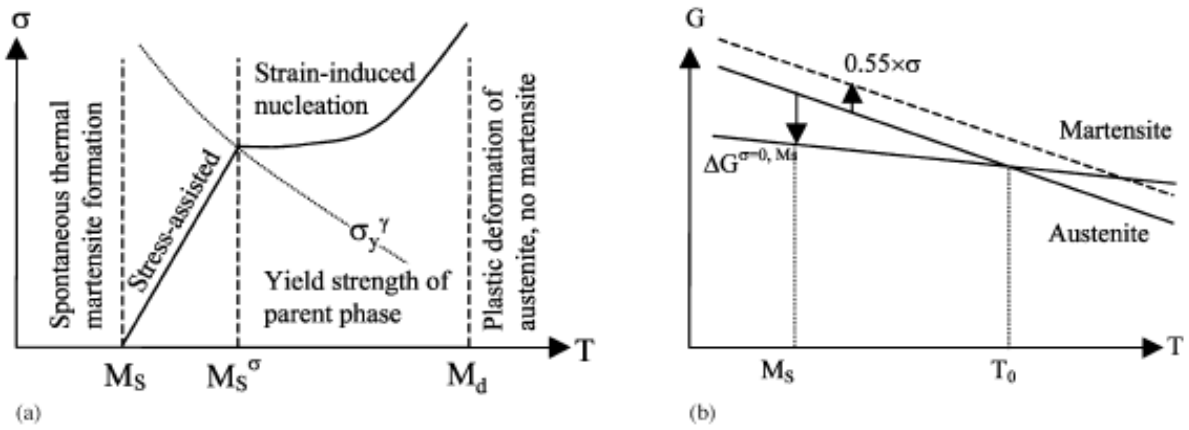 σ
Spontaneous thermal
martensite formation
Stress-assisted
Strain-induced
nucleation
σyγ
Yield strength of
parent phase
Plastic deformation of
austenite, no martensite
T
MS
MSσ
Md
(a)
G
0.55×σ
Martensite
ΔGσ=0, Ms
Austenite
T
MS
T0
(b)